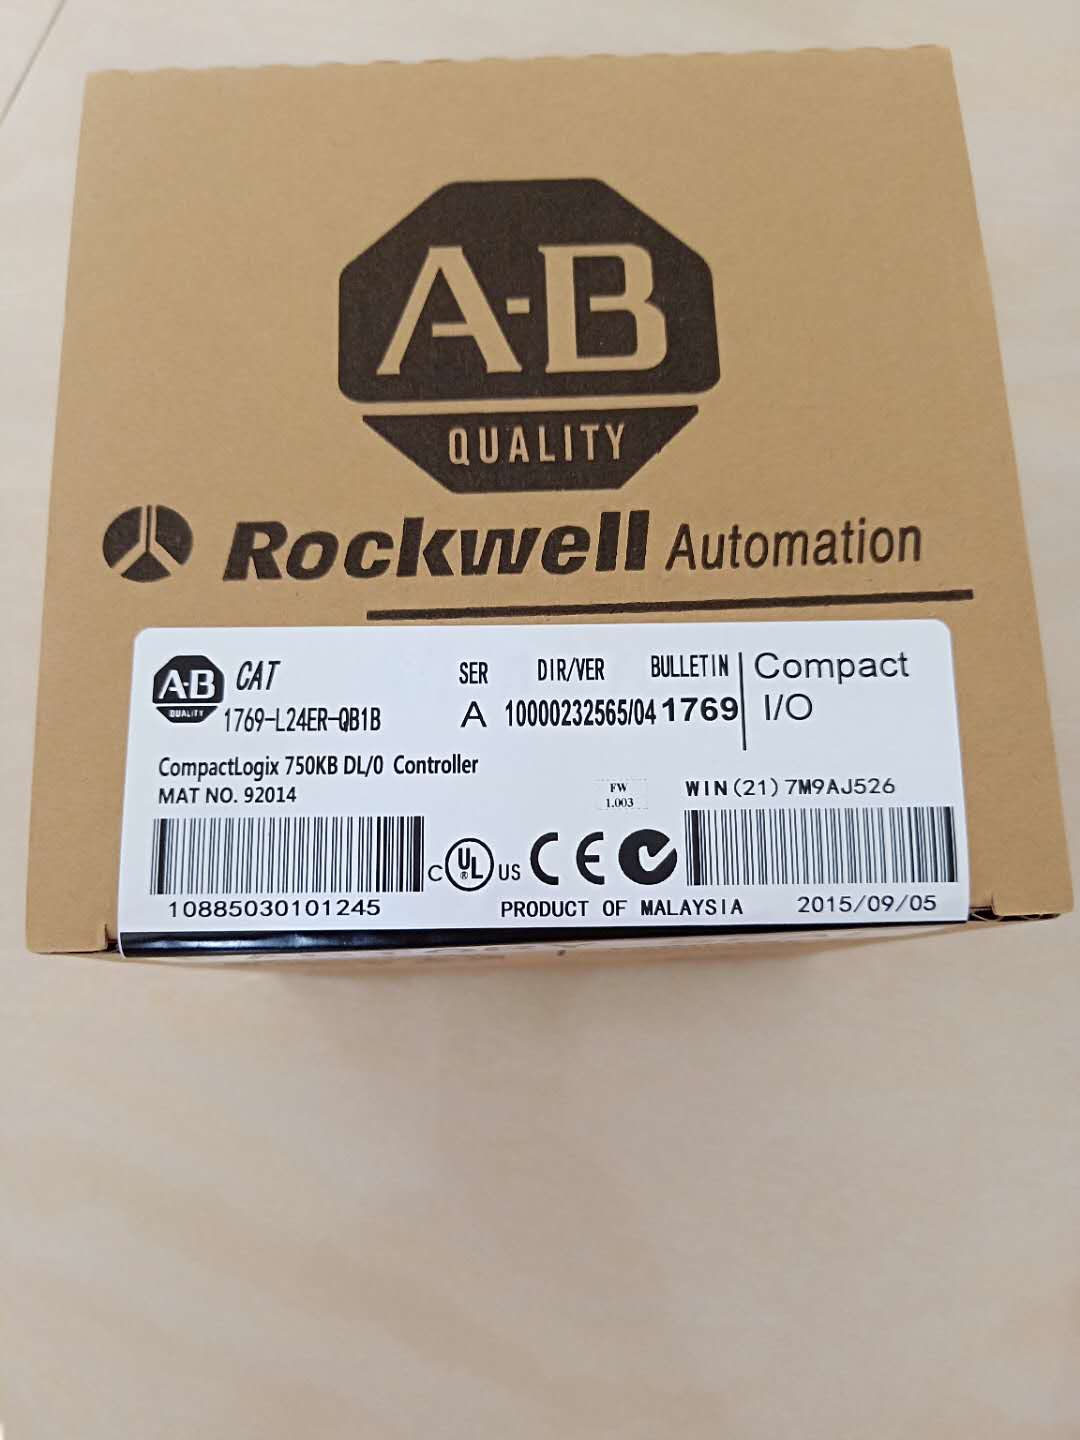 A-B
QUALITY
Rockwell Automation
A-B QUALITY
CAT SER DIR/VER BULLETIN Compact
1769-L24ER-QB1B A 10000232565/04 1769 I/O
CompactLogix 750KB DL/0 Controller
MAT NO. 92014
FW
1.003
WIN(21)7M9AJ526
C UL US CE
10885030101245
PRODUCT OF MALAYSIA
2015/09/05